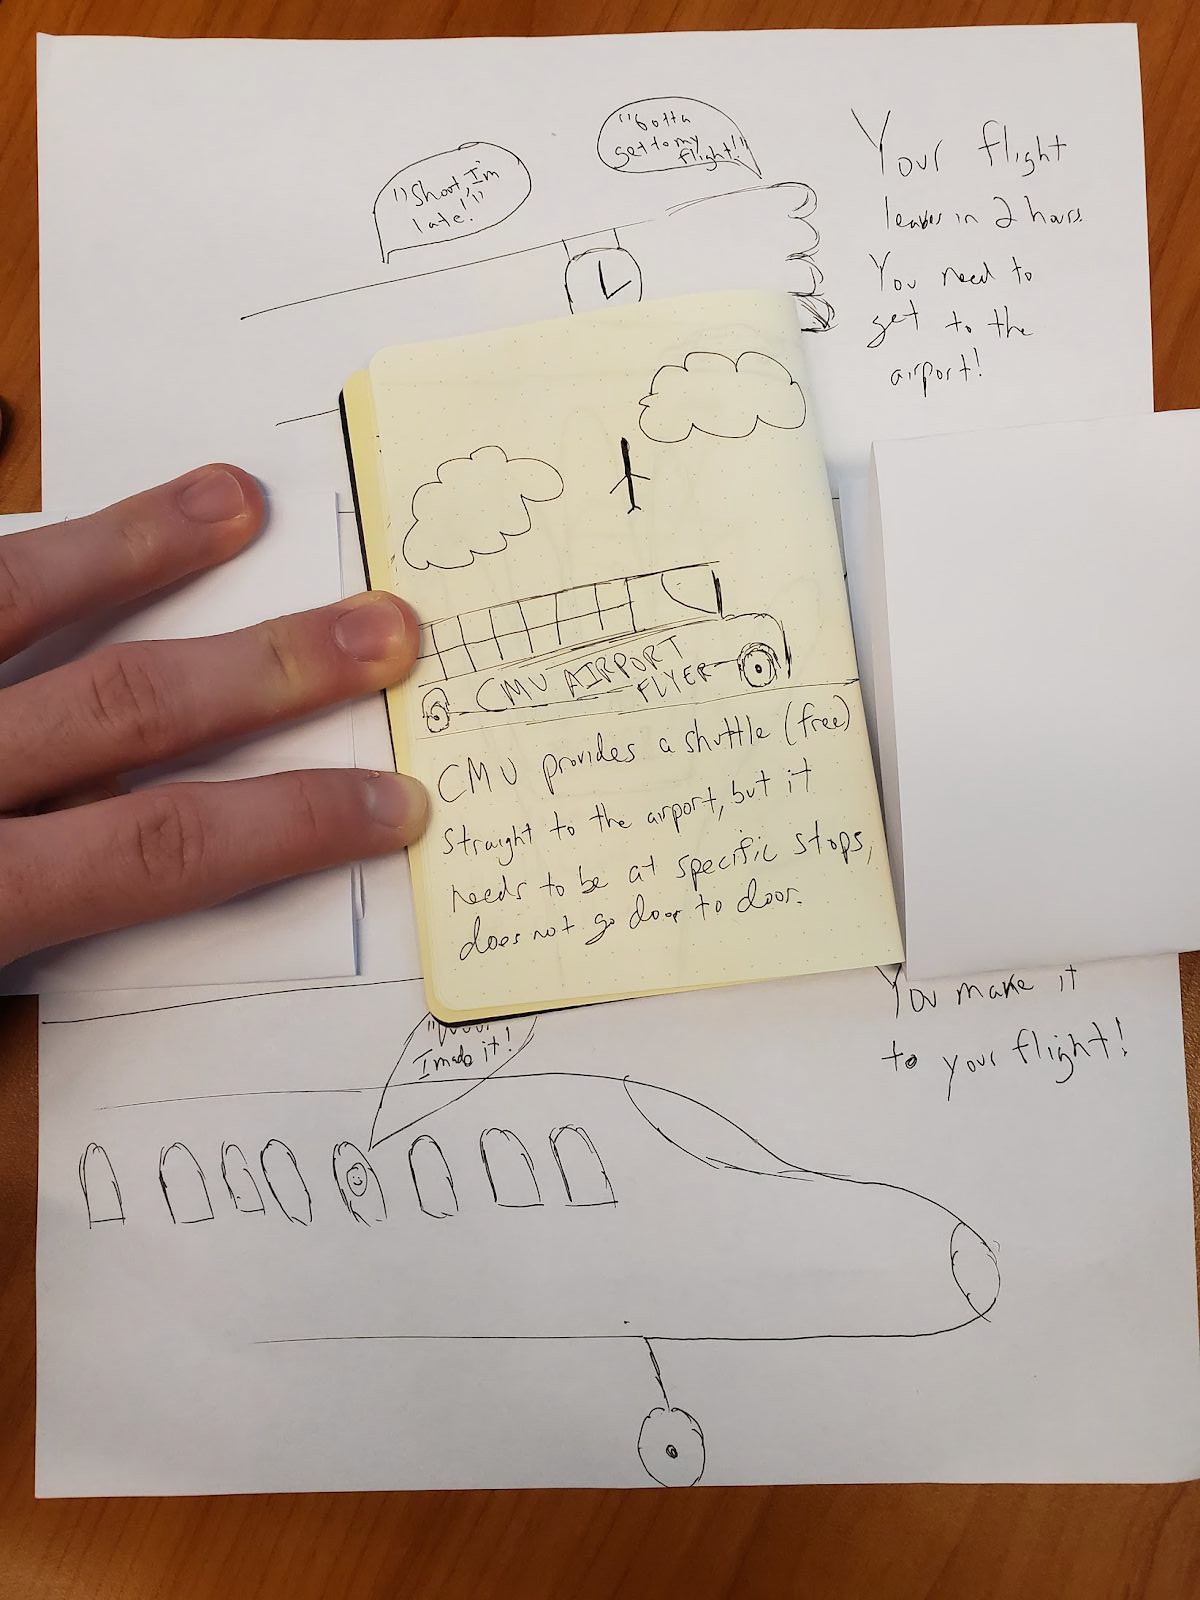 "Shoot, I'm
late!"
"Gotta
get to my
flight!"
Your flight
leaves in 2 hours.
You need to
get to the
airport!
CMU AIRPORT
FLYER
CMU provides a shuttle (free)
straight to the airport, but it
needs to be at specific stops,
does not go door to door.
I made it!
You make it
to your flight!